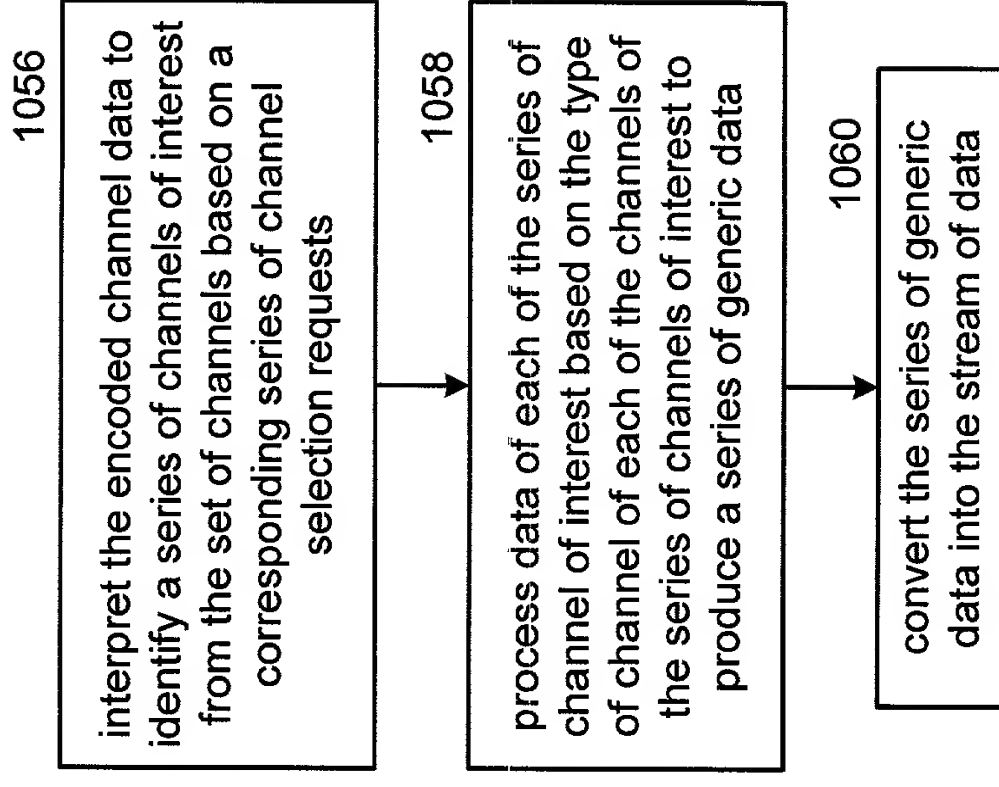 1056
interpret the encoded channel data to
identify a series of channels of interest
from the set of channels based on a
corresponding series of channel
selection requests
1058
process data of each of the series of
channel of interest based on the type
of channel of each of the channels of
the series of channels of interest to
produce a series of generic data
1060
convert the series of generic
data into the stream of data